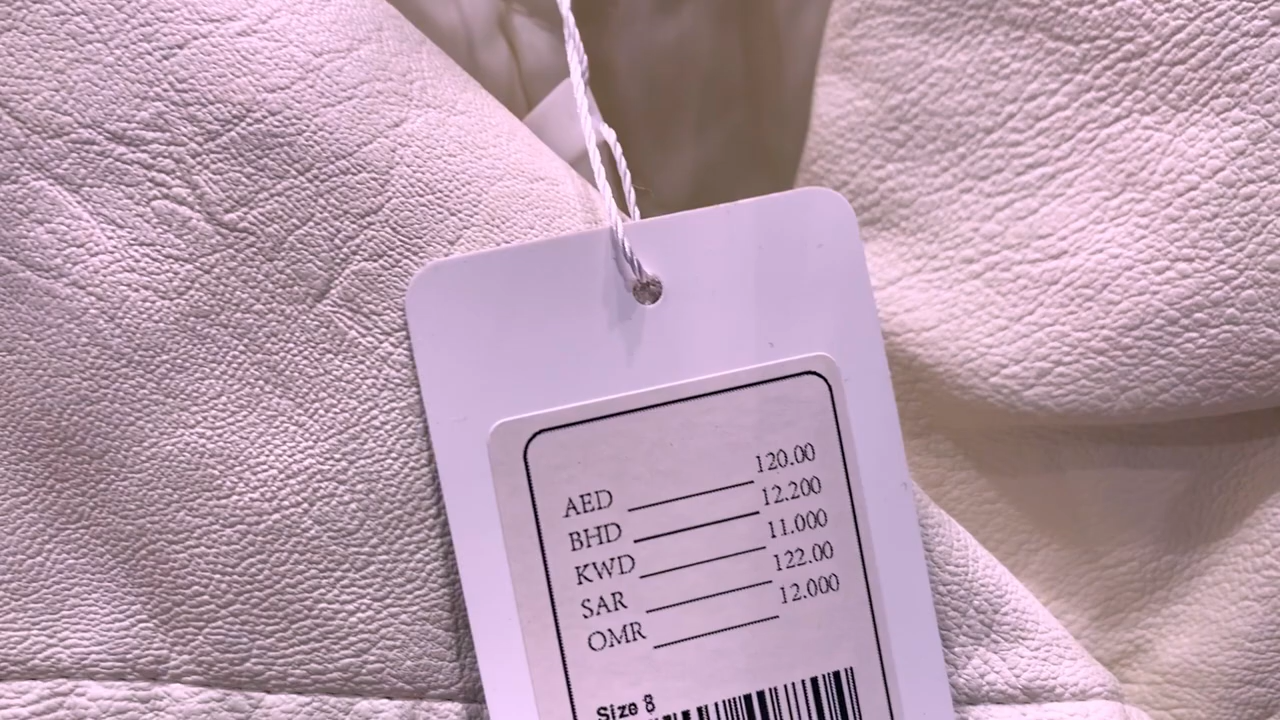 AED 120.00
BHD 12.200
KWD 11.000
SAR 122.00
OMR 12.000
Size 8